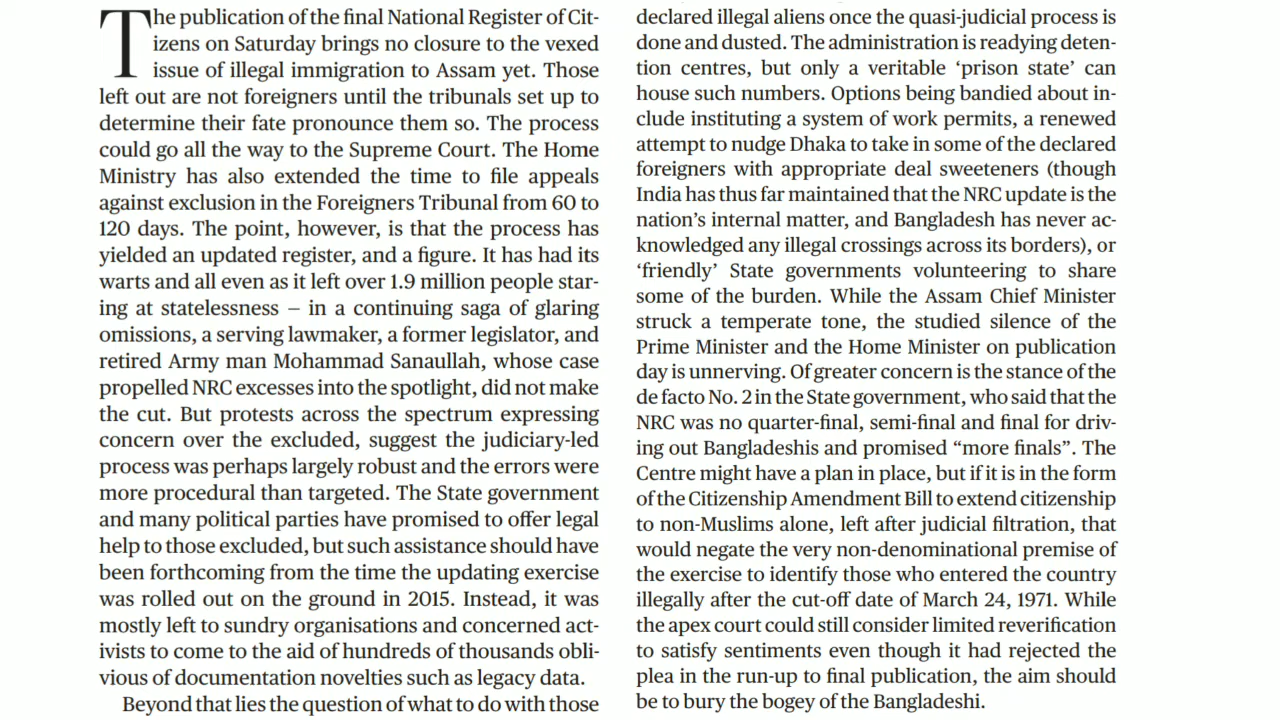 The publication of the final National Register of Cit-
izens on Saturday brings no closure to the vexed
issue of illegal immigration to Assam yet. Those
left out are not foreigners until the tribunals set up to
determine their fate pronounce them so. The process
could go all the way to the Supreme Court. The Home
Ministry has also extended the time to file appeals
against exclusion in the Foreigners Tribunal from 60 to
120 days. The point, however, is that the process has
yielded an updated register, and a figure. It has had its
warts and all even as it left over 1.9 million people star-
ing at statelessness – in a continuing saga of glaring
omissions, a serving lawmaker, a former legislator, and
retired Army man Mohammad Sanaullah, whose case
propelled NRC excesses into the spotlight, did not make
the cut. But protests across the spectrum expressing
concern over the excluded, suggest the judiciary-led
process was perhaps largely robust and the errors were
more procedural than targeted. The State government
and many political parties have promised to offer legal
help to those excluded, but such assistance should have
been forthcoming from the time the updating exercise
was rolled out on the ground in 2015. Instead, it was
mostly left to sundry organisations and concerned act-
ivists to come to the aid of hundreds of thousands obli-
vious of documentation novelties such as legacy data.
Beyond that lies the question of what to do with those
declared illegal aliens once the quasi-judicial process is
done and dusted. The administration is readying deten-
tion centres, but only a veritable ‘prison state’ can
house such numbers. Options being bandied about in-
clude instituting a system of work permits, a renewed
attempt to nudge Dhaka to take in some of the declared
foreigners with appropriate deal sweeteners (though
India has thus far maintained that the NRC update is the
nation’s internal matter, and Bangladesh has never ac-
knowledged any illegal crossings across its borders), or
‘friendly’ State governments volunteering to share
some of the burden. While the Assam Chief Minister
struck a temperate tone, the studied silence of the
Prime Minister and the Home Minister on publication
day is unnerving. Of greater concern is the stance of the
de facto No. 2 in the State government, who said that the
NRC was no quarter-final, semi-final and final for driv-
ing out Bangladeshis and promised “more finals”. The
Centre might have a plan in place, but if it is in the form
of the Citizenship Amendment Bill to extend citizenship
to non-Muslims alone, left after judicial filtration, that
would negate the very non-denominational premise of
the exercise to identify those who entered the country
illegally after the cut-off date of March 24, 1971. While
the apex court could still consider limited reverification
to satisfy sentiments even though it had rejected the
plea in the run-up to final publication, the aim should
be to bury the bogey of the Bangladeshi.